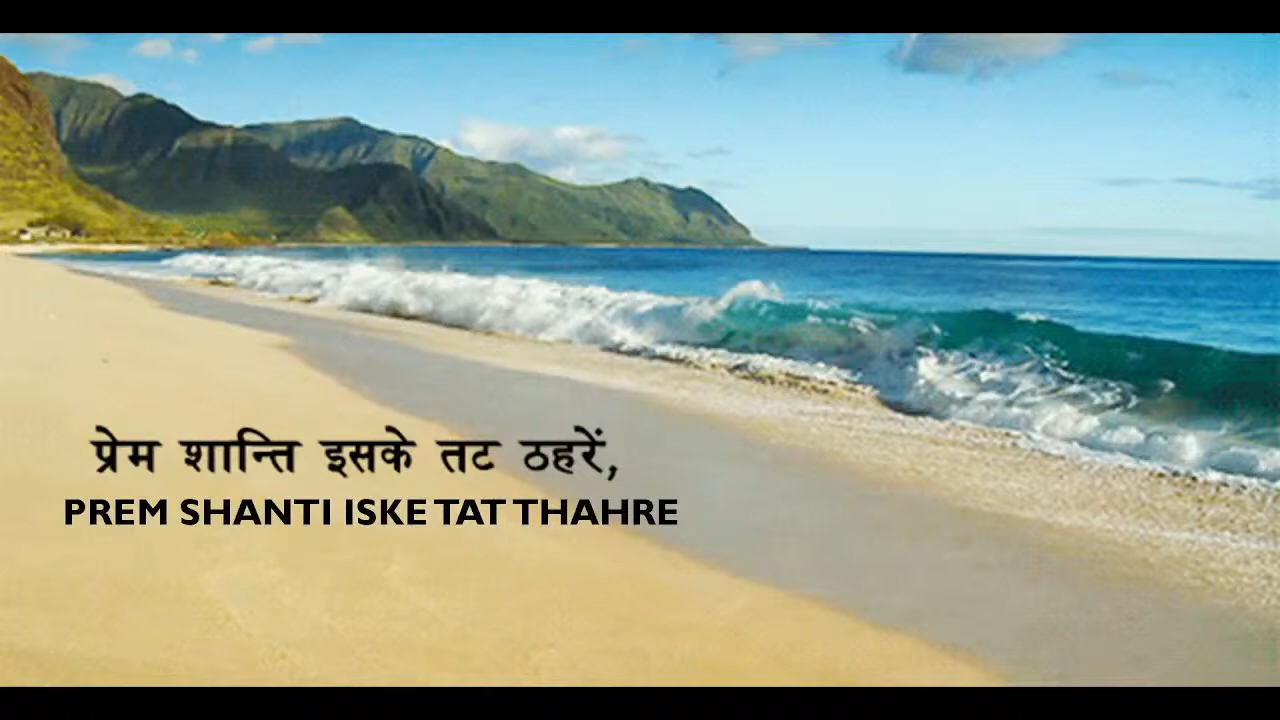 प्रेम शान्ति इसके तट ठहरें,
PREM SHANTI ISKE TAT THAHRE